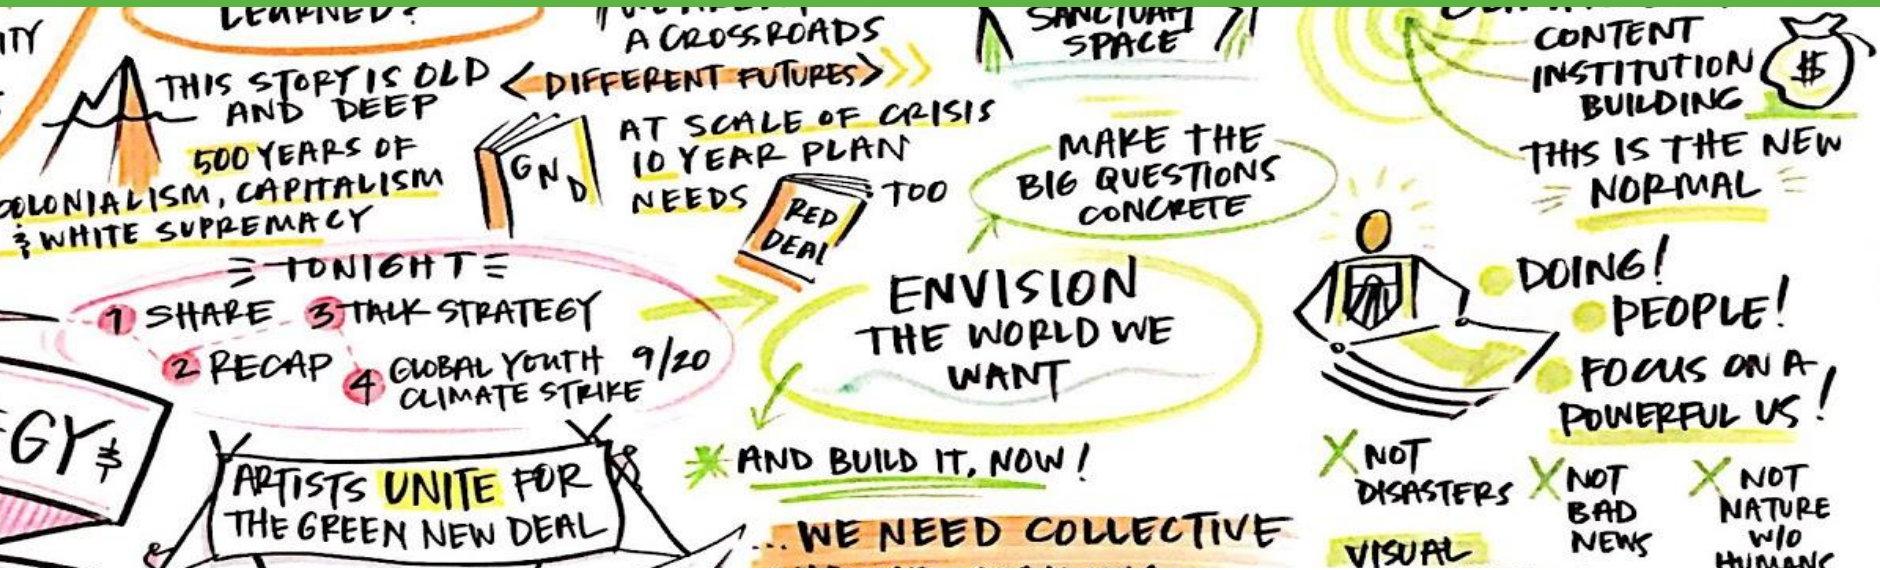 LEARNED?
A CROSSROADS
<DIFFERENT FUTURES>
THIS STORY IS OLD
AND DEEP
500 YEARS OF
COLONIALISM, CAPITALISM
& WHITE SUPREMACY
GND
AT SCALE OF CRISIS
10 YEAR PLAN
NEEDS
RED
DEAL
TOO
SANCTUARY
SPACE
MAKE THE
BIG QUESTIONS
CONCRETE
CONTENT
INSTITUTION
BUILDING
$
THIS IS THE NEW
NORMAL
TONIGHT
1 SHARE
2 RECAP
3 TALK STRATEGY
4 GLOBAL YOUTH 9/20
CLIMATE STRIKE
ENVISION
THE WORLD WE
WANT
AND BUILD IT, NOW!
DOING!
PEOPLE!
FOCUS ON A
POWERFUL US!
X NOT
DISASTERS
X NOT
BAD
NEWS
X NOT
NATURE
W/O
HUMANS
VISUAL
EGY &
ARTISTS UNITE FOR
THE GREEN NEW DEAL
...WE NEED COLLECTIVE